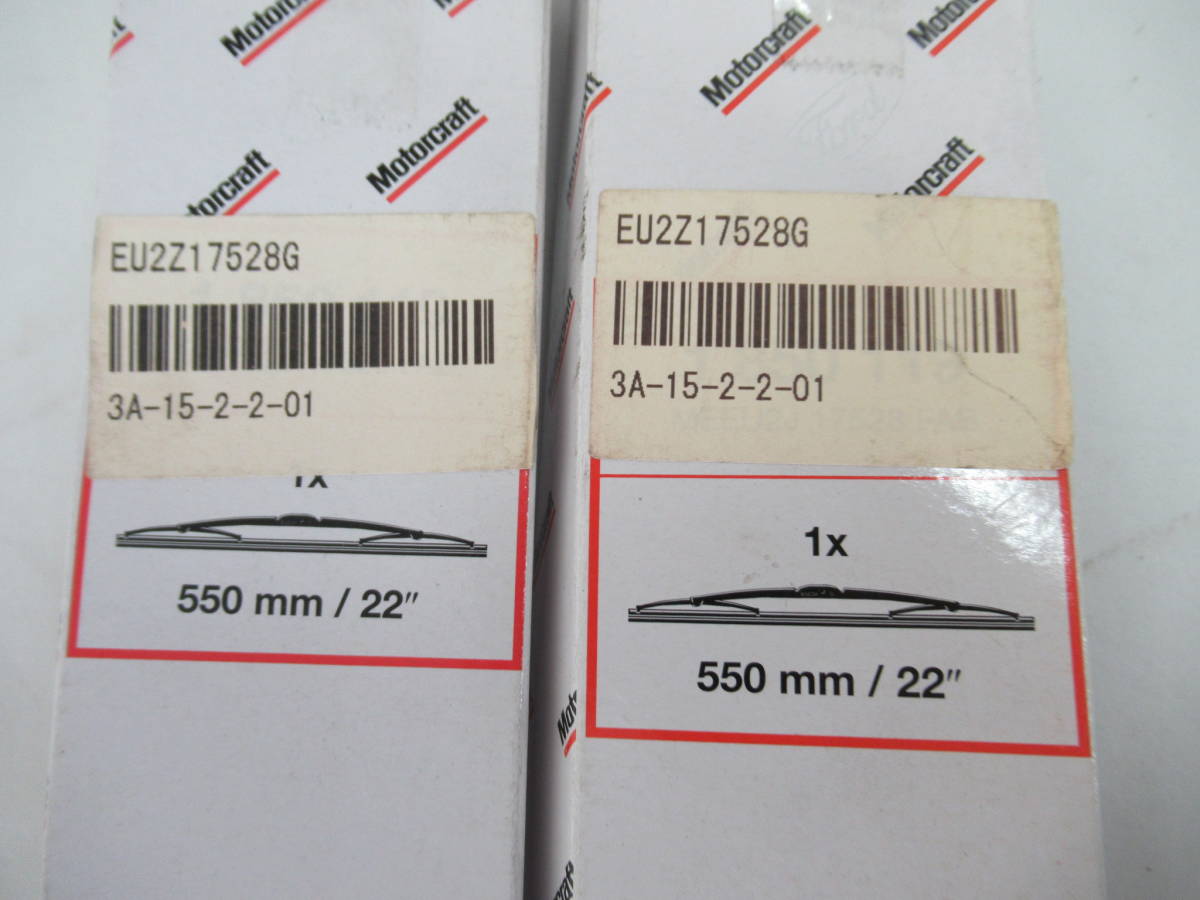 Motorcraft
Motorcraft
Motorcraft
EU2Z17528G
3A-15-2-2-01
1x
550 mm / 22"
Motorcraft
Motorcraft
Motorcraft
EU2Z17528G
3A-15-2-2-01
1x
550 mm / 22"